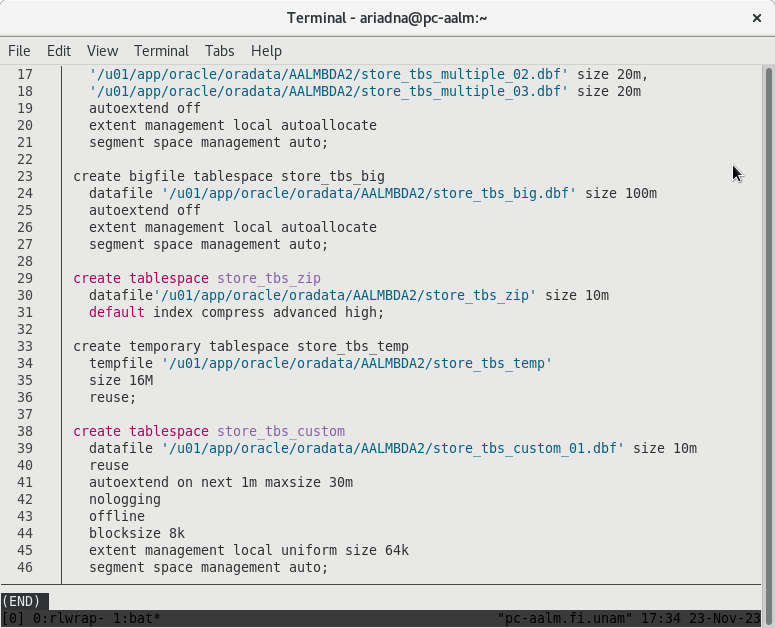 Terminal - ariadna@pc-aalm:~ ×
File Edit View Terminal Tabs Help
17 '/u01/app/oracle/oradata/AALMBDA2/store_tbs_multiple_02.dbf' size 20m,
18 '/u01/app/oracle/oradata/AALMBDA2/store_tbs_multiple_03.dbf' size 20m
19 autoextend off
20 extent management local autoallocate
21 segment space management auto;
22
23 create bigfile tablespace store_tbs_big
24 datafile '/u01/app/oracle/oradata/AALMBDA2/store_tbs_big.dbf' size 100m
25 autoextend off
26 extent management local autoallocate
27 segment space management auto;
28
29 create tablespace store_tbs_zip
30 datafile'/u01/app/oracle/oradata/AALMBDA2/store_tbs_zip' size 10m
31 default index compress advanced high;
32
33 create temporary tablespace store_tbs_temp
34 tempfile '/u01/app/oracle/oradata/AALMBDA2/store_tbs_temp'
35 size 16M
36 reuse;
37
38 create tablespace store_tbs_custom
39 datafile '/u01/app/oracle/oradata/AALMBDA2/store_tbs_custom_01.dbf' size 10m
40 reuse
41 autoextend on next 1m maxsize 30m
42 nologging
43 offline
44 blocksize 8k
45 extent management local uniform size 64k
46 segment space management auto;
(END)
[0] 0:rlwrap- 1:bat* "pc-aalm.fi.unam" 17:34 23-Nov-23